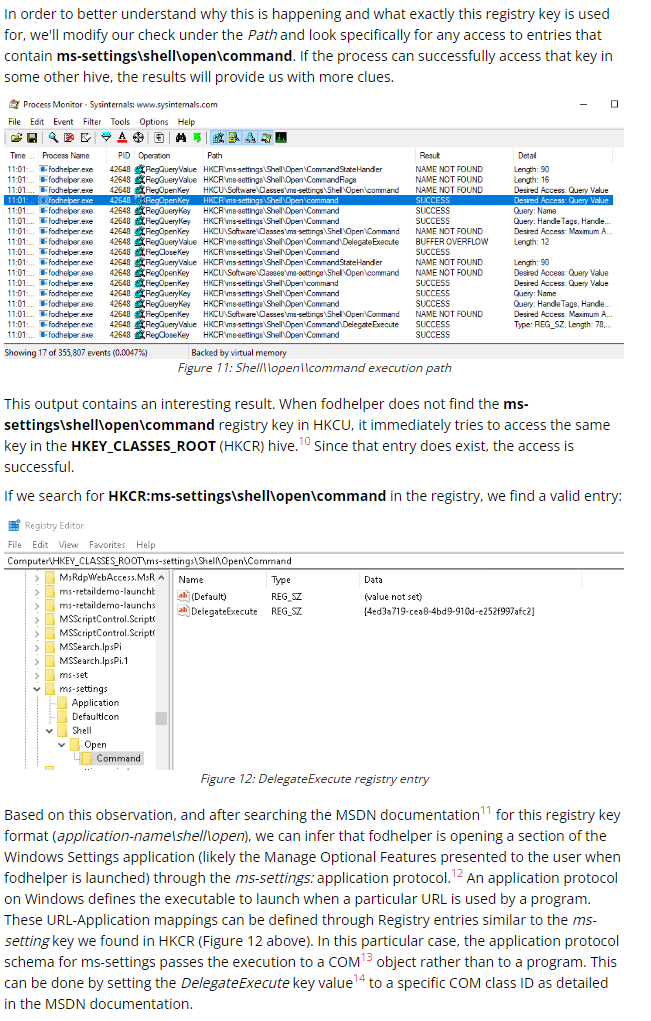 In order to better understand why this is happening and what exactly this registry key is used
for, we'll modify our check under the Path and look specifically for any access to entries that
contain ms-settings\shell\open\command. If the process can successfully access that key in
some other hive, the results will provide us with more clues.
Process Monitor - Sysinternals: www.sysinternals.com
File Edit Event Filter Tools Options Help
Time ... Process Name PID Operation Path Result Detail
11:01:... fodhelper.exe 42648 RegQueryValue HKCR\ms-settings\Shell\Open\CommandStateHandler NAME NOT FOUND Length: 90
11:01:... fodhelper.exe 42648 RegQueryValue HKCR\ms-settings\Shell\Open\CommandFlags NAME NOT FOUND Length: 16
11:01:... fodhelper.exe 42648 RegOpenKey HKCU\Software\Classes\ms-settings\Shell\Open\command NAME NOT FOUND Desired Access: Query Value
11:01:... fodhelper.exe 42648 RegOpenKey HKCR\ms-settings\Shell\Open\command SUCCESS Desired Access: Query Value
11:01:... fodhelper.exe 42648 RegQueryKey HKCR\ms-settings\Shell\Open\Command SUCCESS Query: Name
11:01:... fodhelper.exe 42648 RegQueryKey HKCR\ms-settings\Shell\Open\Command SUCCESS Query: HandleTags, Handle...
11:01:... fodhelper.exe 42648 RegOpenKey HKCU\Software\Classes\ms-settings\Shell\Open\Command NAME NOT FOUND Desired Access: Maximum A...
11:01:... fodhelper.exe 42648 RegQueryValue HKCR\ms-settings\Shell\Open\Command\DelegateExecute BUFFER OVERFLOW Length: 12
11:01:... fodhelper.exe 42648 RegCloseKey HKCR\ms-settings\Shell\Open\Command SUCCESS
11:01:... fodhelper.exe 42648 RegQueryValue HKCR\ms-settings\Shell\Open\CommandStateHandler NAME NOT FOUND Length: 90
11:01:... fodhelper.exe 42648 RegOpenKey HKCU\Software\Classes\ms-settings\Shell\Open\command NAME NOT FOUND Desired Access: Query Value
11:01:... fodhelper.exe 42648 RegOpenKey HKCR\ms-settings\Shell\Open\command SUCCESS Desired Access: Query Value
11:01:... fodhelper.exe 42648 RegQueryKey HKCR\ms-settings\Shell\Open\Command SUCCESS Query: Name
11:01:... fodhelper.exe 42648 RegQueryKey HKCR\ms-settings\Shell\Open\Command SUCCESS Query: HandleTags, Handle...
11:01:... fodhelper.exe 42648 RegOpenKey HKCU\Software\Classes\ms-settings\Shell\Open\Command NAME NOT FOUND Desired Access: Maximum A...
11:01:... fodhelper.exe 42648 RegQueryValue HKCR\ms-settings\Shell\Open\Command\DelegateExecute SUCCESS Type: REG_SZ, Length: 78,...
11:01:... fodhelper.exe 42648 RegCloseKey HKCR\ms-settings\Shell\Open\Command SUCCESS
Showing 17 of 355,807 events (0.0047%) Backed by virtual memory
Figure 11: Shell\\open\\command execution path
This output contains an interesting result. When fodhelper does not find the ms-
settings\shell\open\command registry key in HKCU, it immediately tries to access the same
key in the HKEY_CLASSES_ROOT (HKCR) hive.10 Since that entry does exist, the access is
successful.
If we search for HKCR:ms-settings\shell\open\command in the registry, we find a valid entry:
Registry Editor
File Edit View Favorites Help
Computer\HKEY_CLASSES_ROOT\ms-settings\Shell\Open\Command
MsRdpWebAccess.MsR Name Type Data
ms-retaildemo-launchb (Default) REG_SZ (value not set)
ms-retaildemo-launchs DelegateExecute REG_SZ {4ed3a719-cea8-4bd9-910d-e252f997afc2}
MSScriptControl.Script
MSScriptControl.Script
MSSearch.IpsPi
MSSearch.IpsPi.1
ms-set
ms-settings
Application
DefaultIcon
Shell
Open
Command
Figure 12: DelegateExecute registry entry
Based on this observation, and after searching the MSDN documentation11 for this registry key
format (application-name\shell\open), we can infer that fodhelper is opening a section of the
Windows Settings application (likely the Manage Optional Features presented to the user when
fodhelper is launched) through the ms-settings: application protocol.12 An application protocol
on Windows defines the executable to launch when a particular URL is used by a program.
These URL-Application mappings can be defined through Registry entries similar to the ms-
setting key we found in HKCR (Figure 12 above). In this particular case, the application protocol
schema for ms-settings passes the execution to a COM13 object rather than to a program. This
can be done by setting the DelegateExecute key value14 to a specific COM class ID as detailed
in the MSDN documentation.